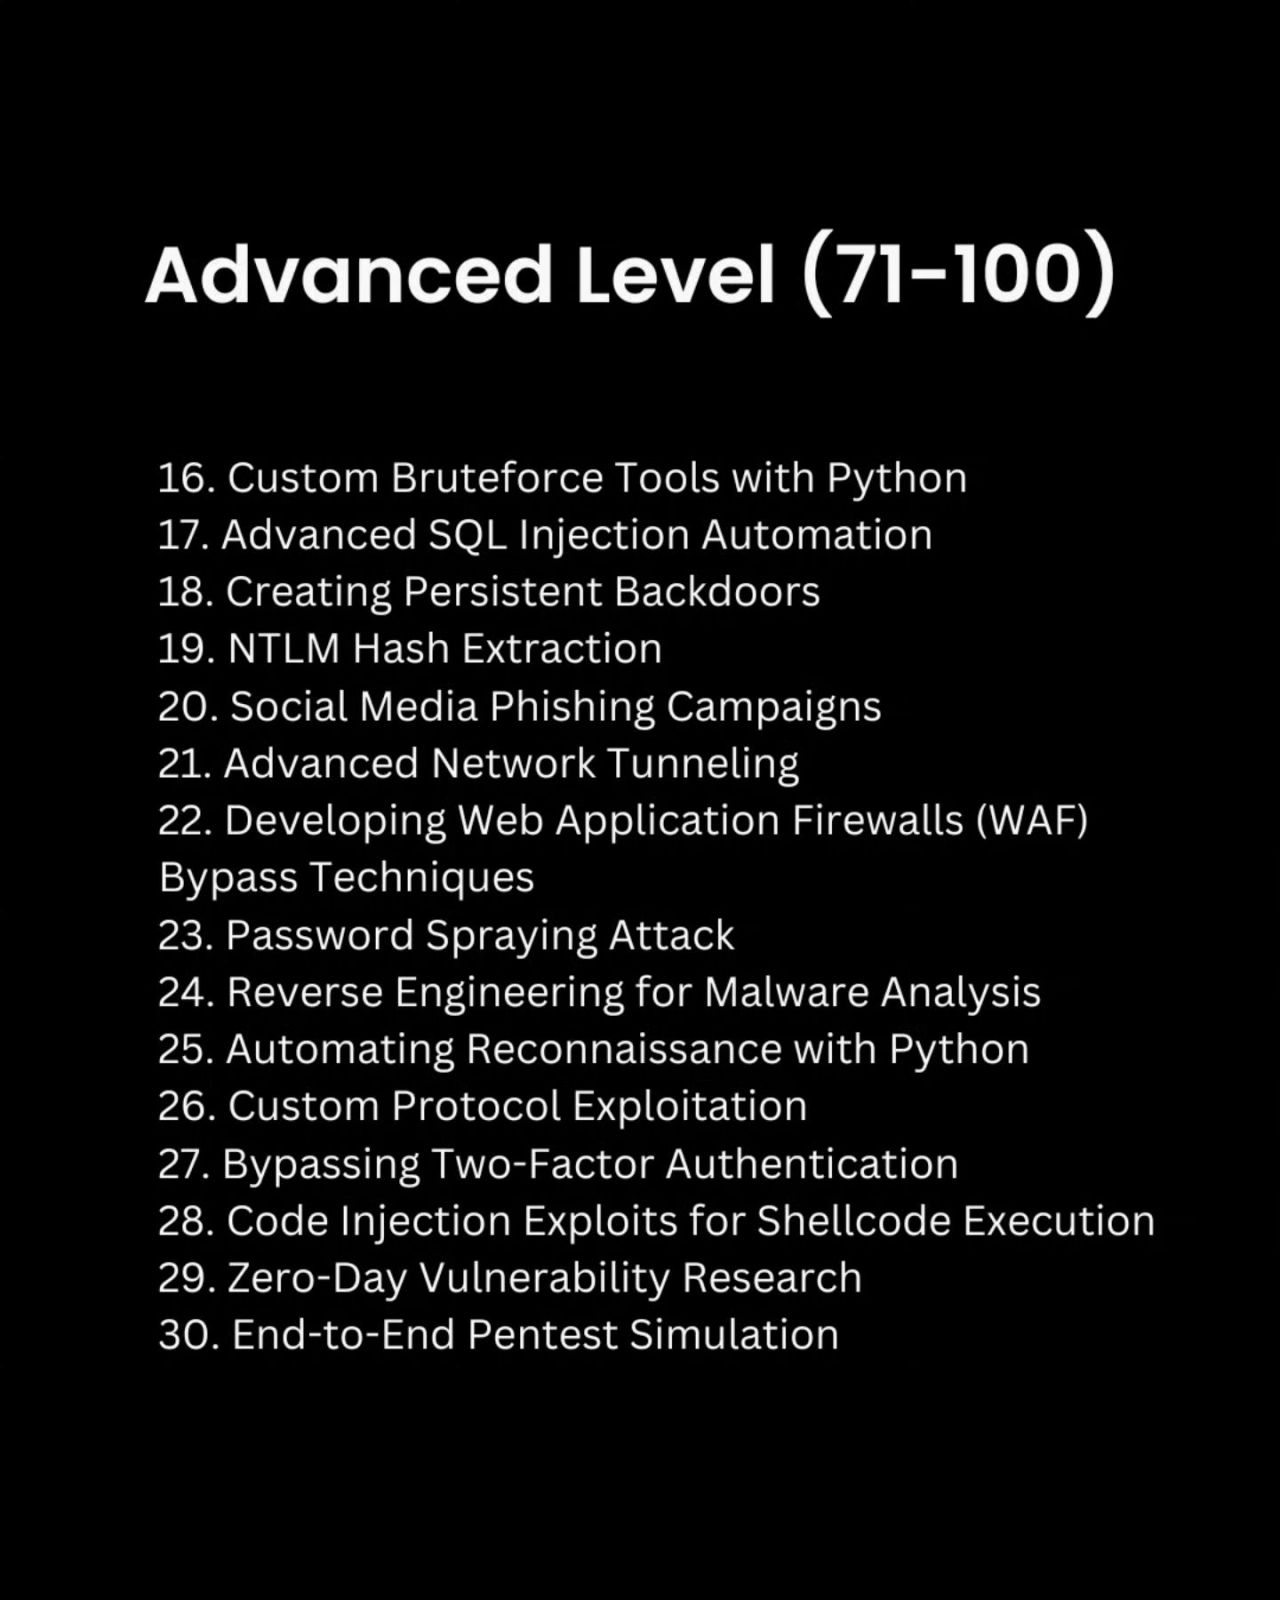 Advanced Level (71-100)
16. Custom Bruteforce Tools with Python
17. Advanced SQL Injection Automation
18. Creating Persistent Backdoors
19. NTLM Hash Extraction
20. Social Media Phishing Campaigns
21. Advanced Network Tunneling
22. Developing Web Application Firewalls (WAF)
Bypass Techniques
23. Password Spraying Attack
24. Reverse Engineering for Malware Analysis
25. Automating Reconnaissance with Python
26. Custom Protocol Exploitation
27. Bypassing Two-Factor Authentication
28. Code Injection Exploits for Shellcode Execution
29. Zero-Day Vulnerability Research
30. End-to-End Pentest Simulation